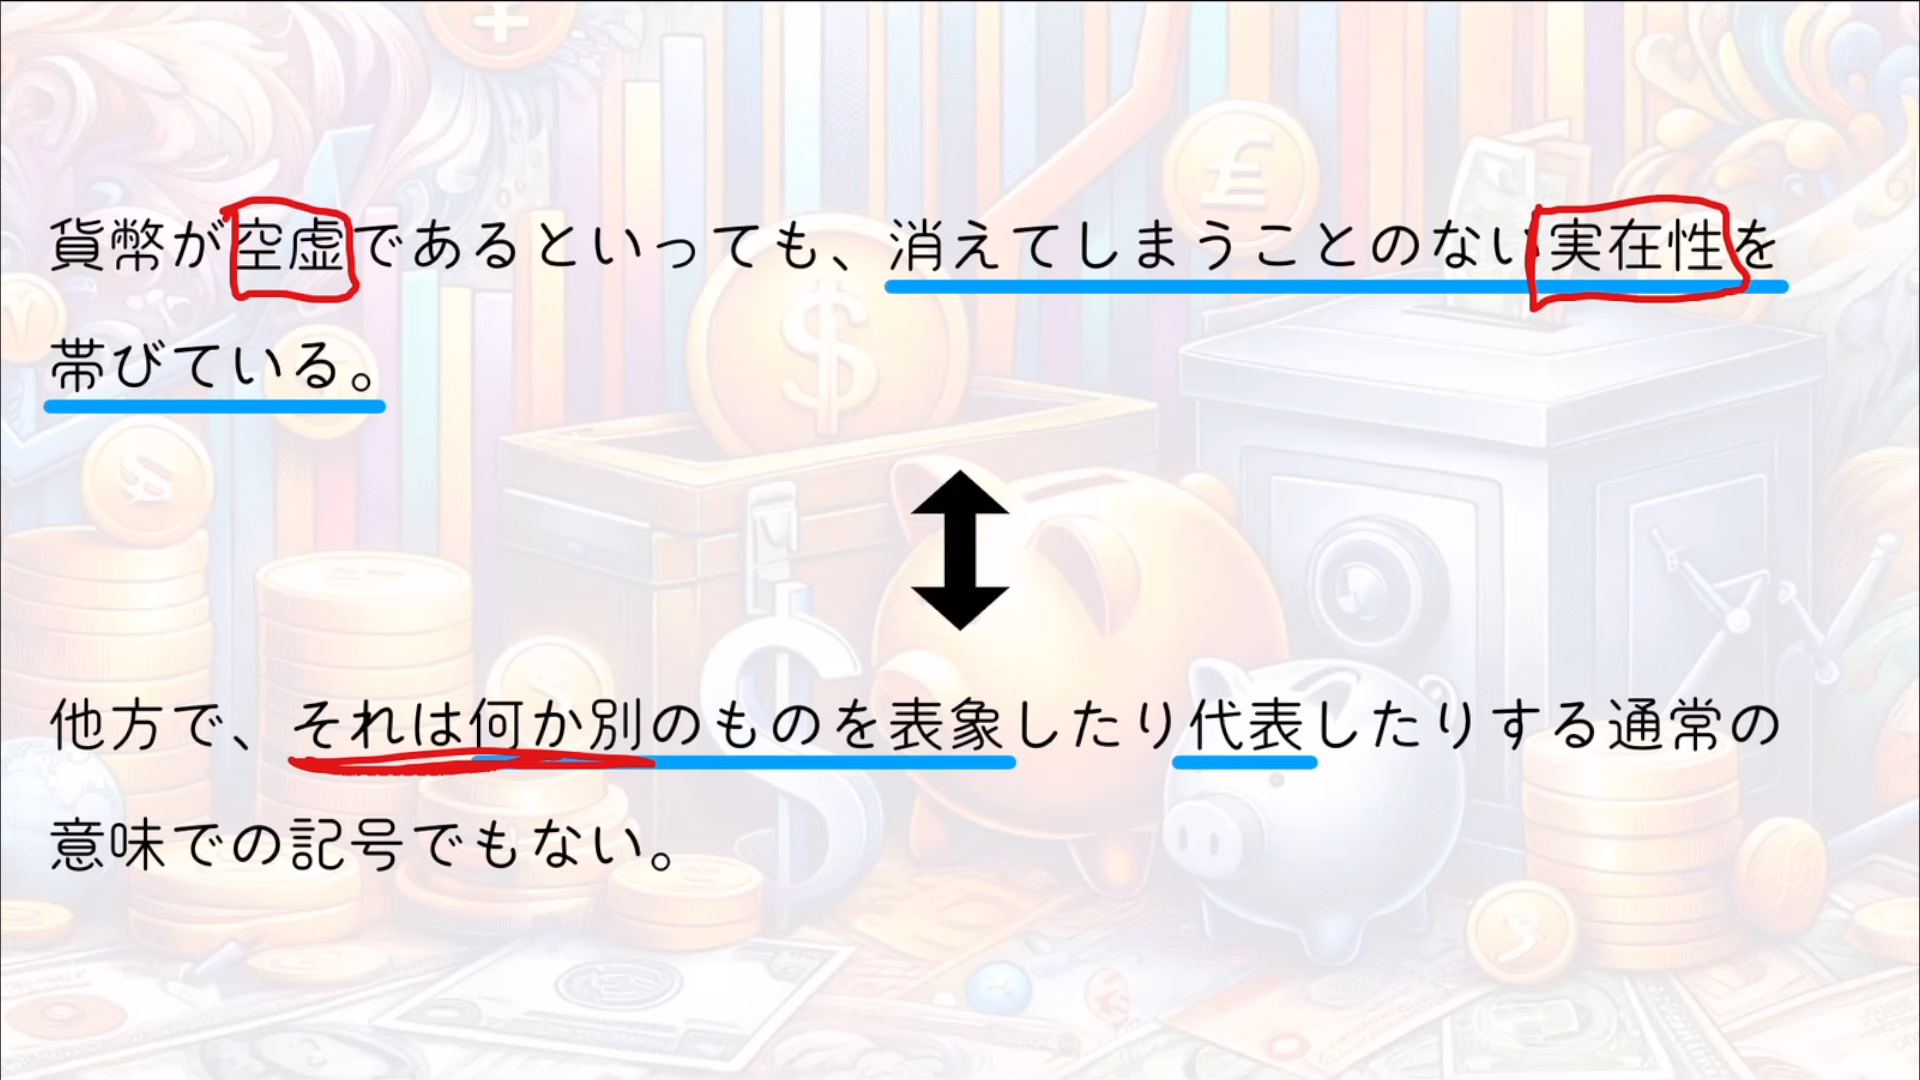 貨幣が空虚であるといっても、消えてしまうことのない実在性を
帯びている。
他方で、それは何か別のものを表象したり代表したりする通常の
意味での記号でもない。